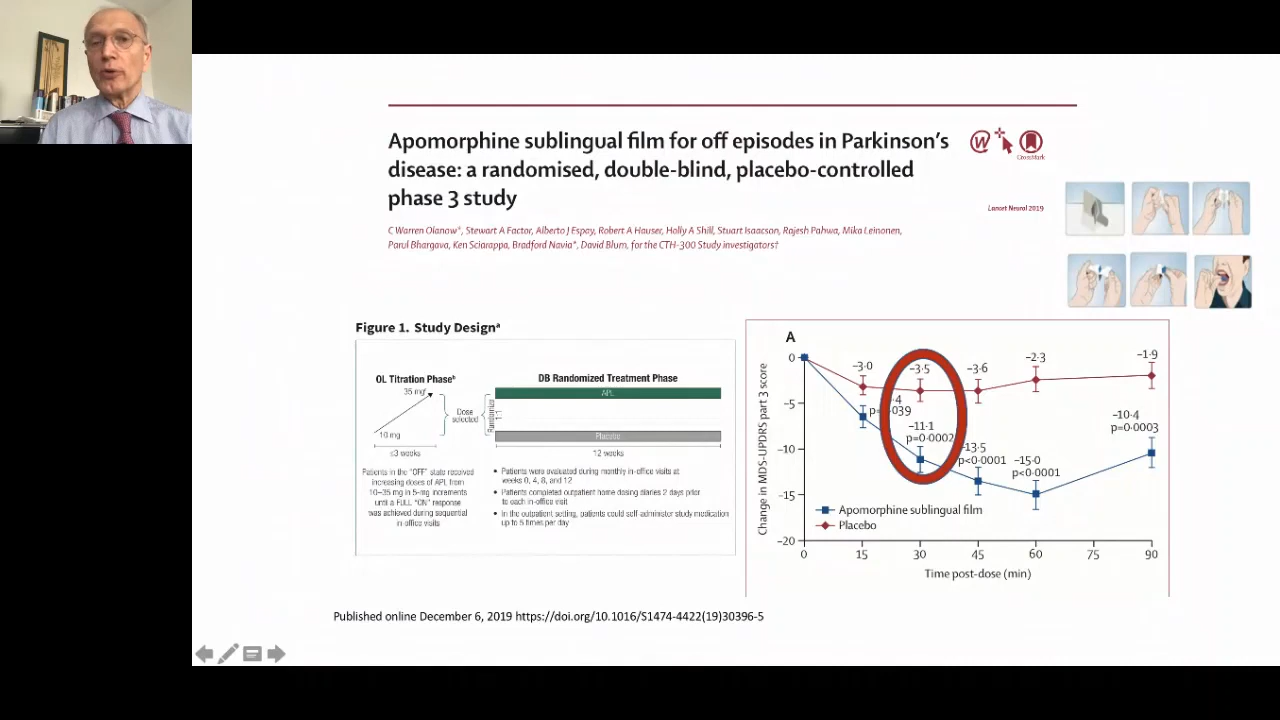 Apomorphine sublingual film for off episodes in Parkinson's
disease: a randomised, double-blind, placebo-controlled
phase 3 study
CrossMark
Lancet Neurol 2019
C Warren Olanow*, Stewart A Factor, Alberto J Espay, Robert A Hauser, Holly A Shill, Stuart Isaacson, Rajesh Pahwa, Mika Leinonen,
Parul Bhargava, Ken Sciarappa, Bradford Navia*, David Blum, for the CTH-300 Study investigators†
Figure 1. Study Designᵃ
OL Titration Phaseᵇ
35 mgᶜ
10 mg
≤3 weeks
Dose
selected
Patients in the "OFF" state received
increasing doses of APL from
10–35 mg in 5-mg increments
until a FULL "ON" response
was achieved during sequential
in-office visits
DB Randomized Treatment Phase
Randomize
1:1
APL
Placebo
12 weeks
• Patients were evaluated during monthly in-office visits at
weeks 0, 4, 8, and 12
• Patients completed outpatient home dosing diaries 2 days prior
to each in-office visit
• In the outpatient setting, patients could self-administer study medication
up to 5 times per day
A
Change in MDS-UPDRS part 3 score
0
−5
−10
−15
−20
−3·0
−3·5
−3·6
−2·3
−1·9
·4
039
−11·1
p=0·0002
13·5
p<0·0001
−15·0
p<0·0001
−10·4
p=0·0003
Apomorphine sublingual film
Placebo
0 15 30 45 60 75 90
Time post-dose (min)
Published online December 6, 2019 https://doi.org/10.1016/S1474-4422(19)30396-5